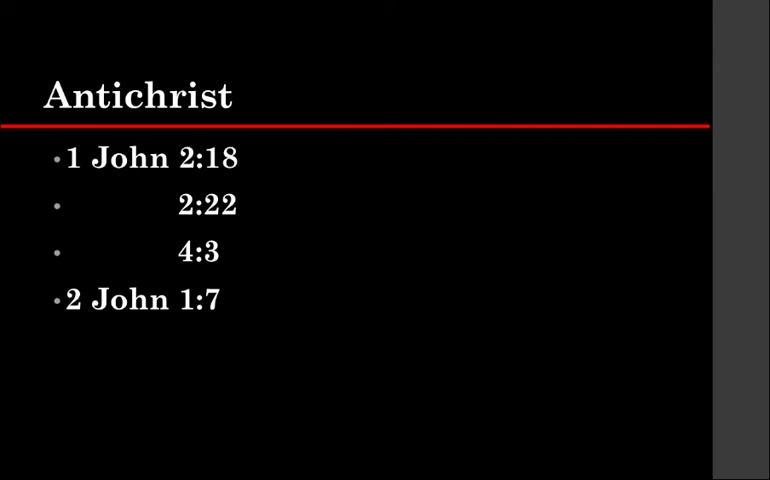 Antichrist
•1 John 2:18
• 2:22
• 4:3
•2 John 1:7